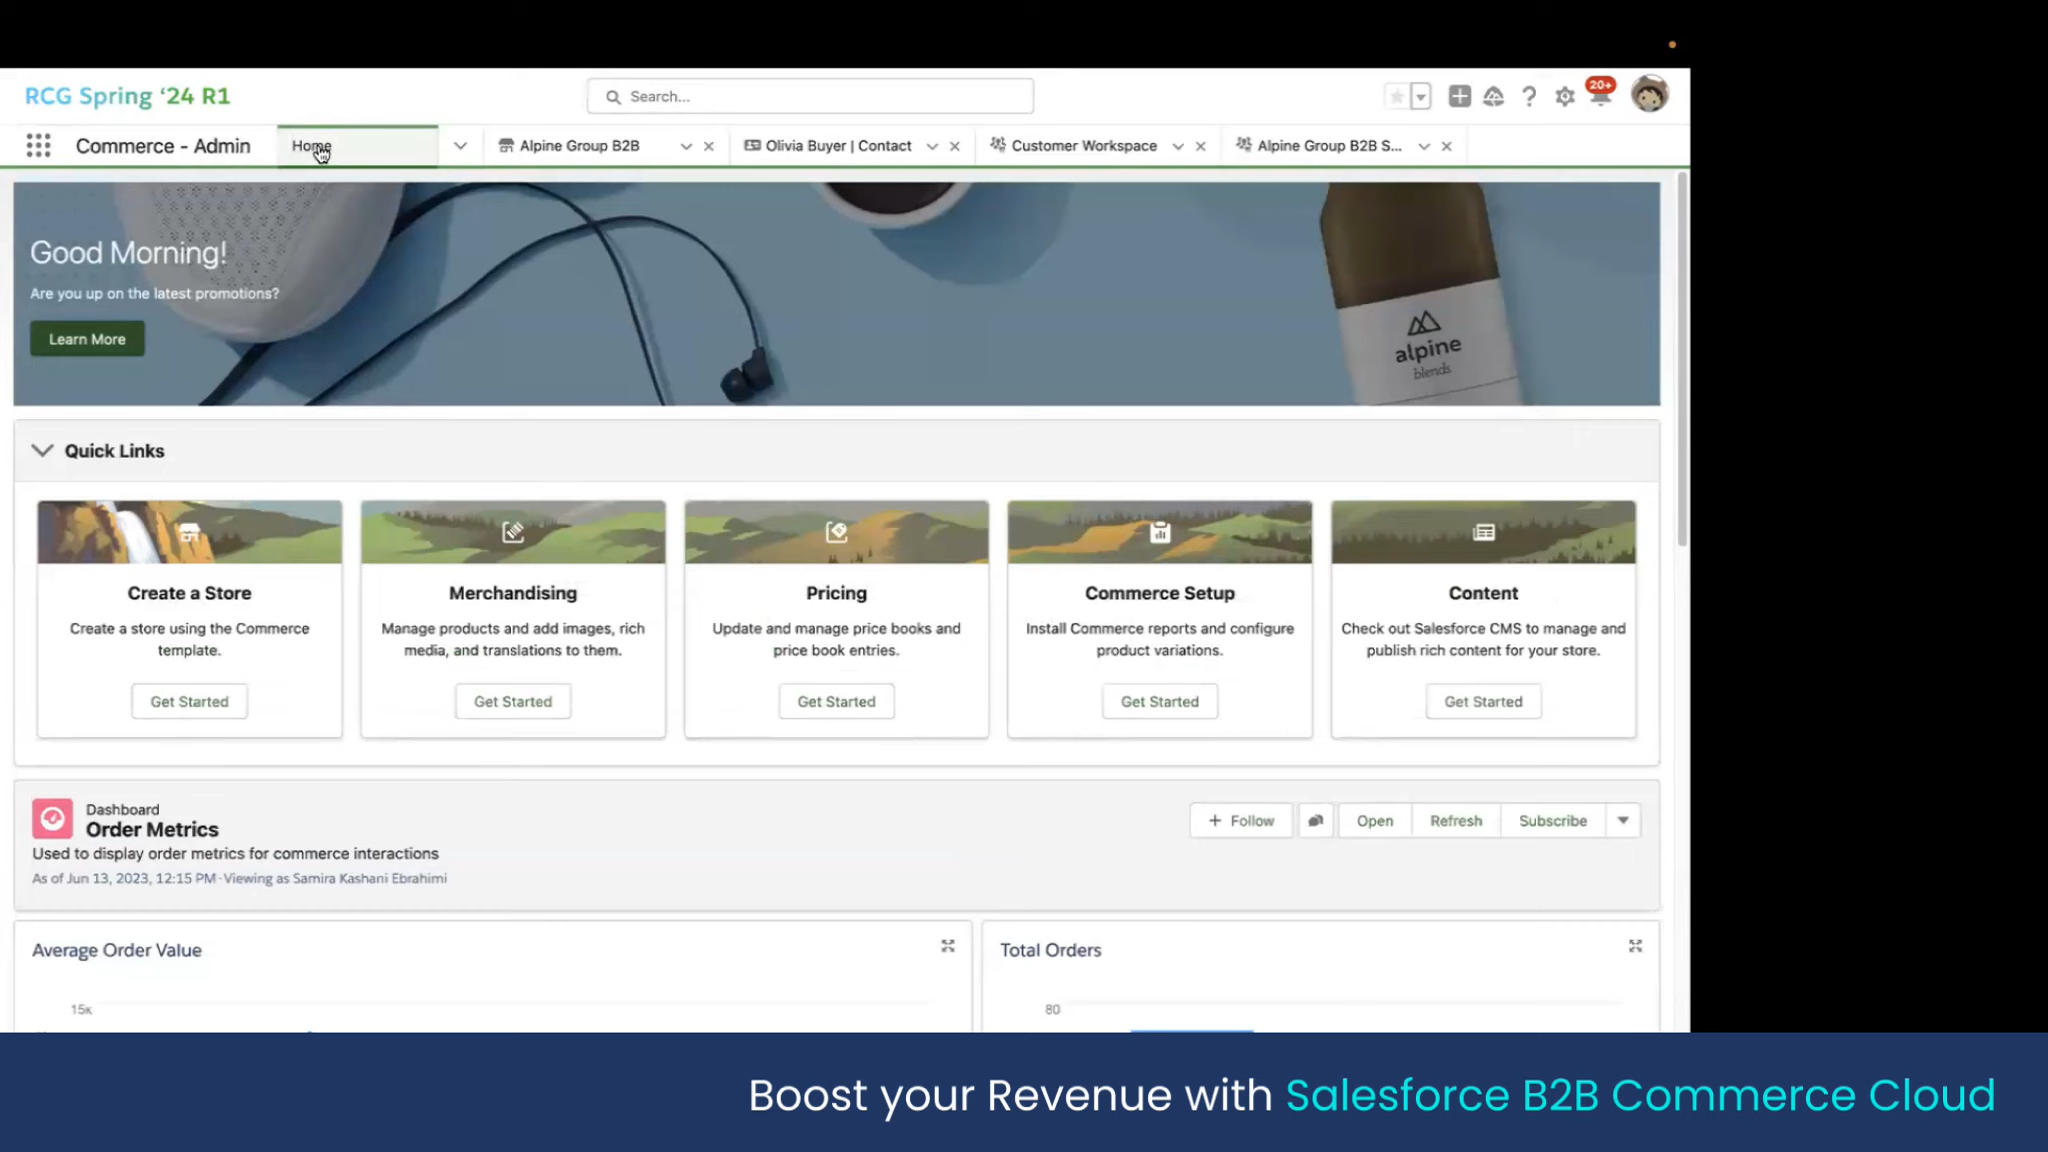 RCG Spring ‘24 R1
Search...
20+
Commerce - Admin
Home
Alpine Group B2B
Olivia Buyer | Contact
Customer Workspace
Alpine Group B2B S...
Good Morning!
Are you up on the latest promotions?
Learn More
alpine
blends
Quick Links
Create a Store
Create a store using the Commerce
template.
Get Started
Merchandising
Manage products and add images, rich
media, and translations to them.
Get Started
Pricing
Update and manage price books and
price book entries.
Get Started
Commerce Setup
Install Commerce reports and configure
product variations.
Get Started
Content
Check out Salesforce CMS to manage and
publish rich content for your store.
Get Started
Dashboard
Order Metrics
Used to display order metrics for commerce interactions
As of Jun 13, 2023, 12:15 PM·Viewing as Samira Kashani Ebrahimi
+ Follow
Open
Refresh
Subscribe
Average Order Value
15K
Total Orders
80
Boost your Revenue with Salesforce B2B Commerce Cloud